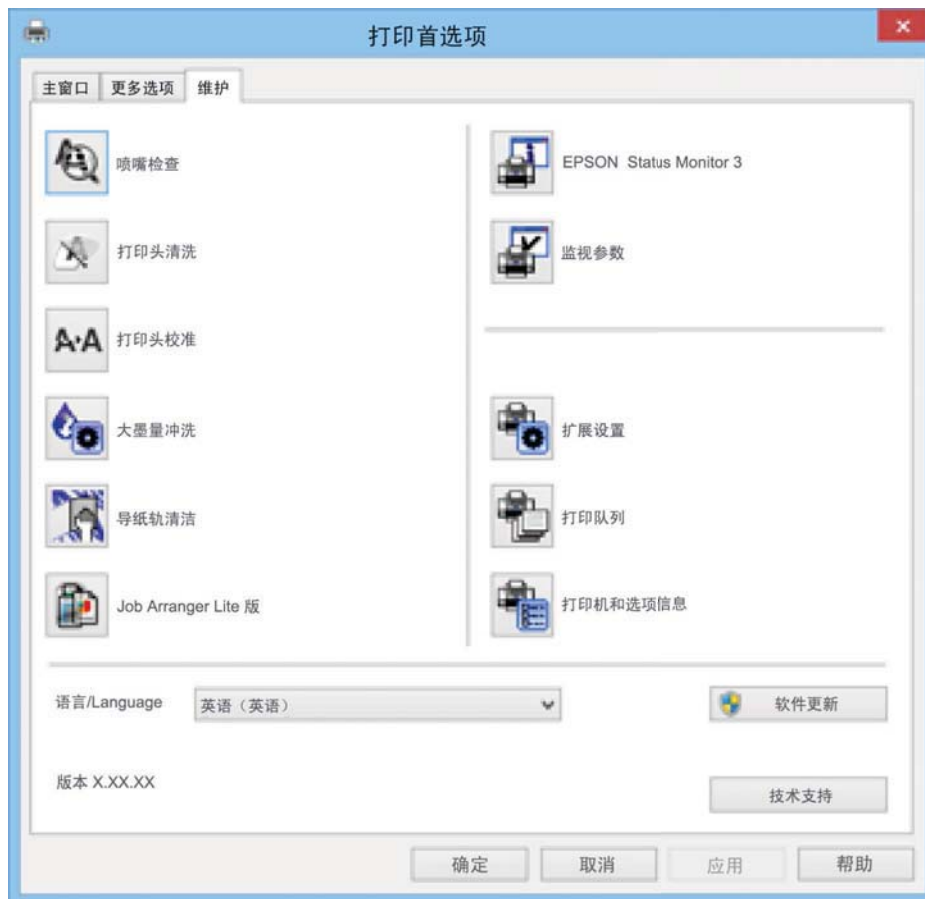 打印首选项
主窗口
更多选项
维护
喷嘴检查
打印头清洗
A·A 打印头校准
大墨量冲洗
导纸轨清洁
Job Arranger Lite 版
EPSON Status Monitor 3
监视参数
扩展设置
打印队列
打印机和选项信息
语言/Language
英语（英语）
软件更新
版本 X.XX.XX
技术支持
确定
取消
应用
帮助